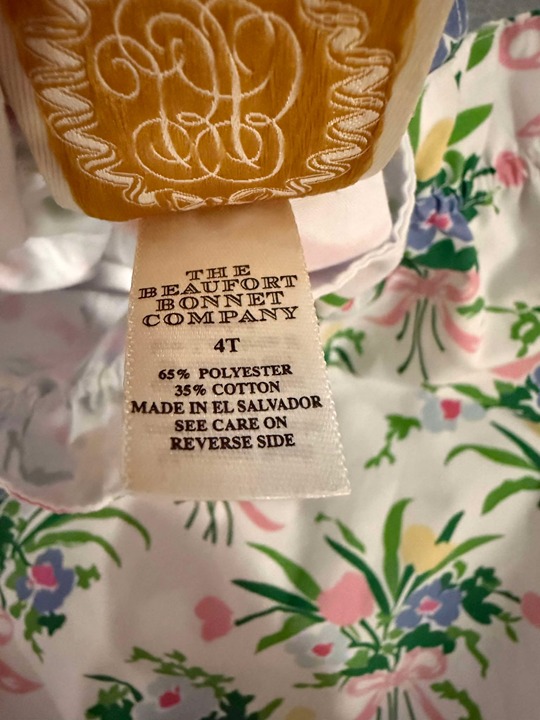 THE
BEAUFORT
BONNET
COMPANY
4T
65% POLYESTER
35% COTTON
MADE IN EL SALVADOR
SEE CARE ON
REVERSE SIDE